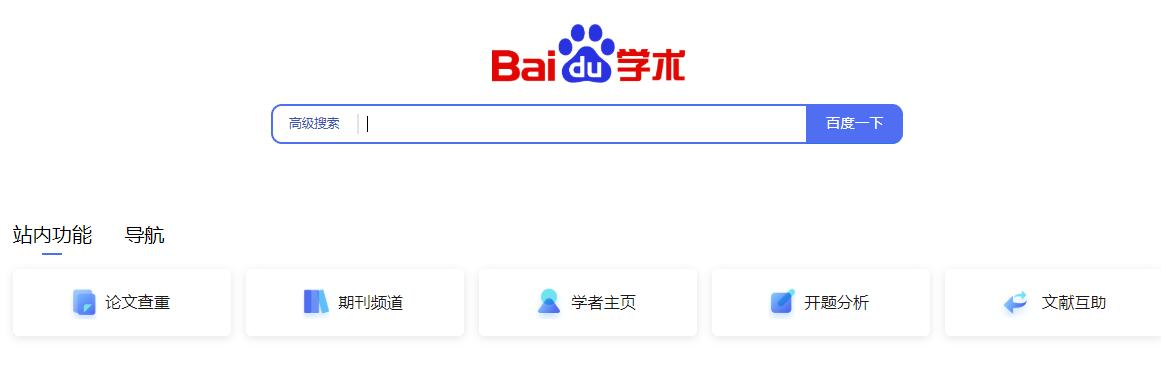 Baidu学术
高级搜索 百度一下
站内功能 导航
论文查重 期刊频道 学者主页 开题分析 文献互助